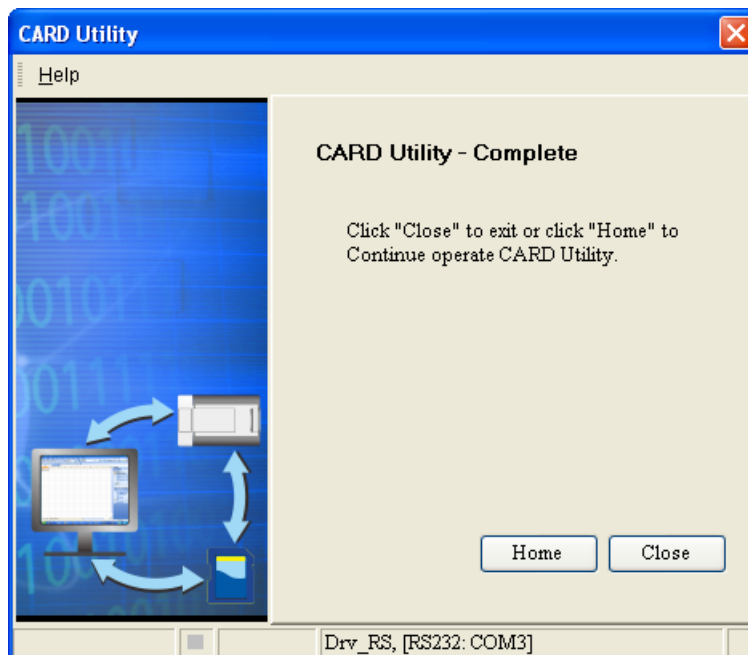 CARD Utility
Help
CARD Utility - Complete
Click "Close" to exit or click "Home" to
Continue operate CARD Utility.
Home Close
Drv_RS, [RS232: COM3]